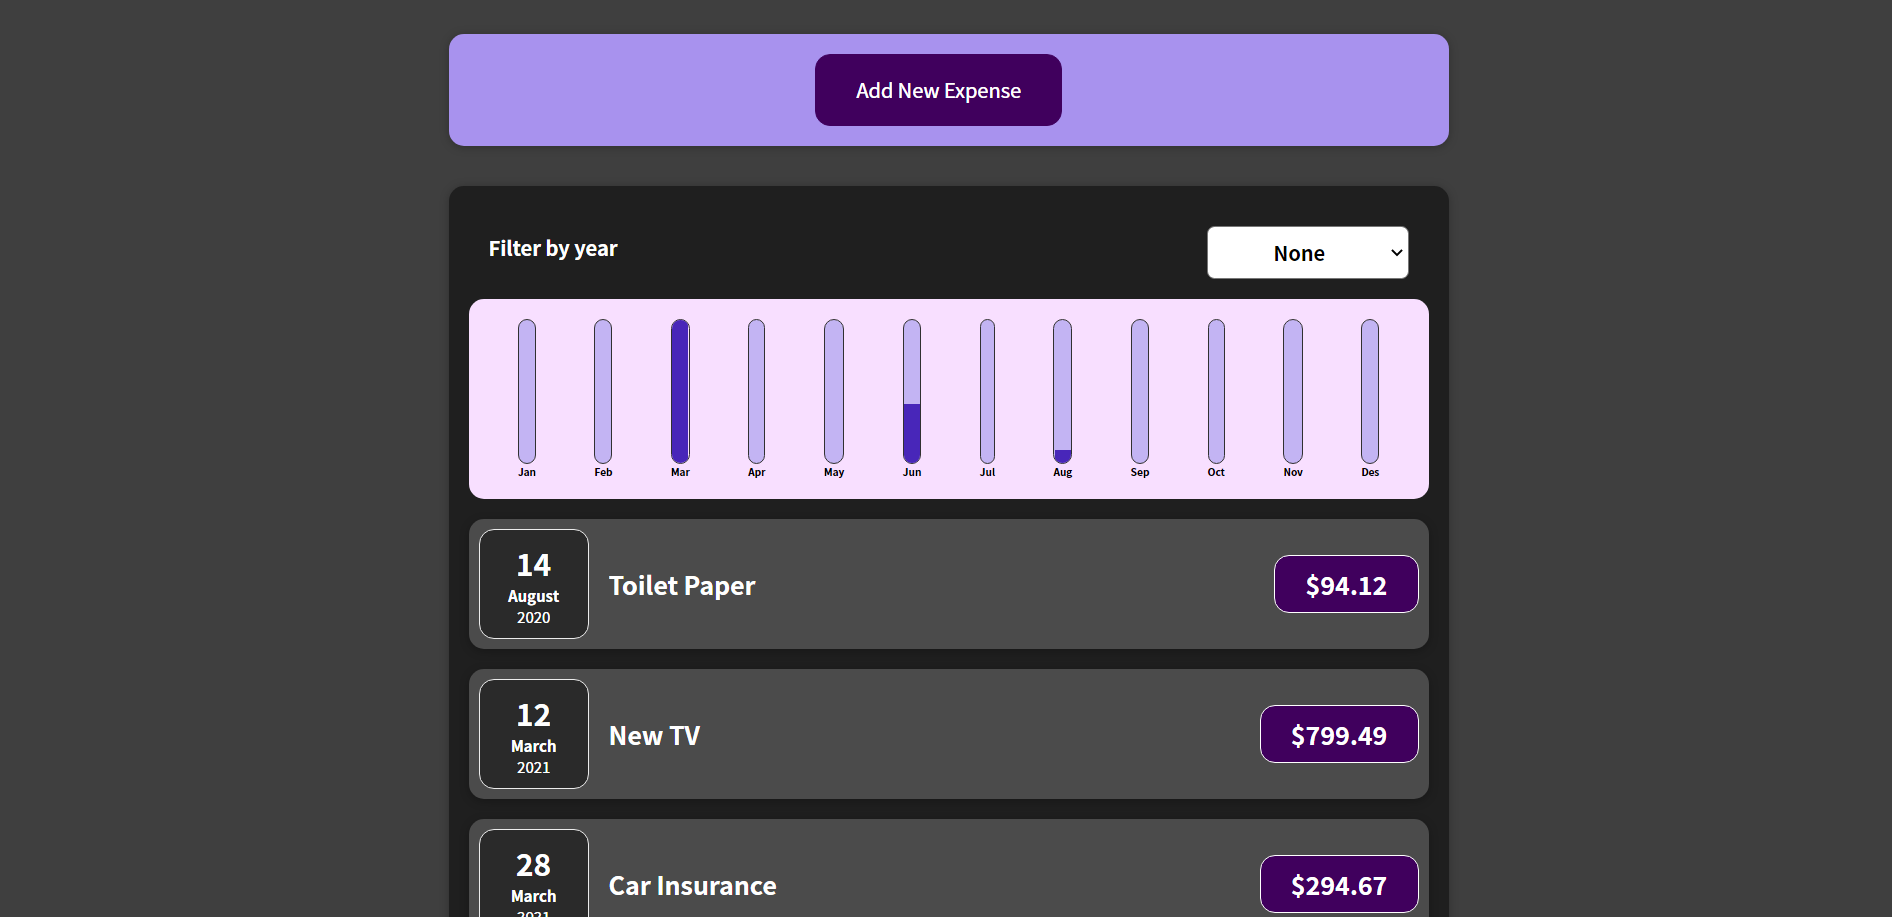 Add New Expense
Filter by year
None
Jan Feb Mar Apr May Jun Jul Aug Sep Oct Nov Des
14
August
2020
Toilet Paper
$94.12
12
March
2021
New TV
$799.49
28
March
2021
Car Insurance
$294.67